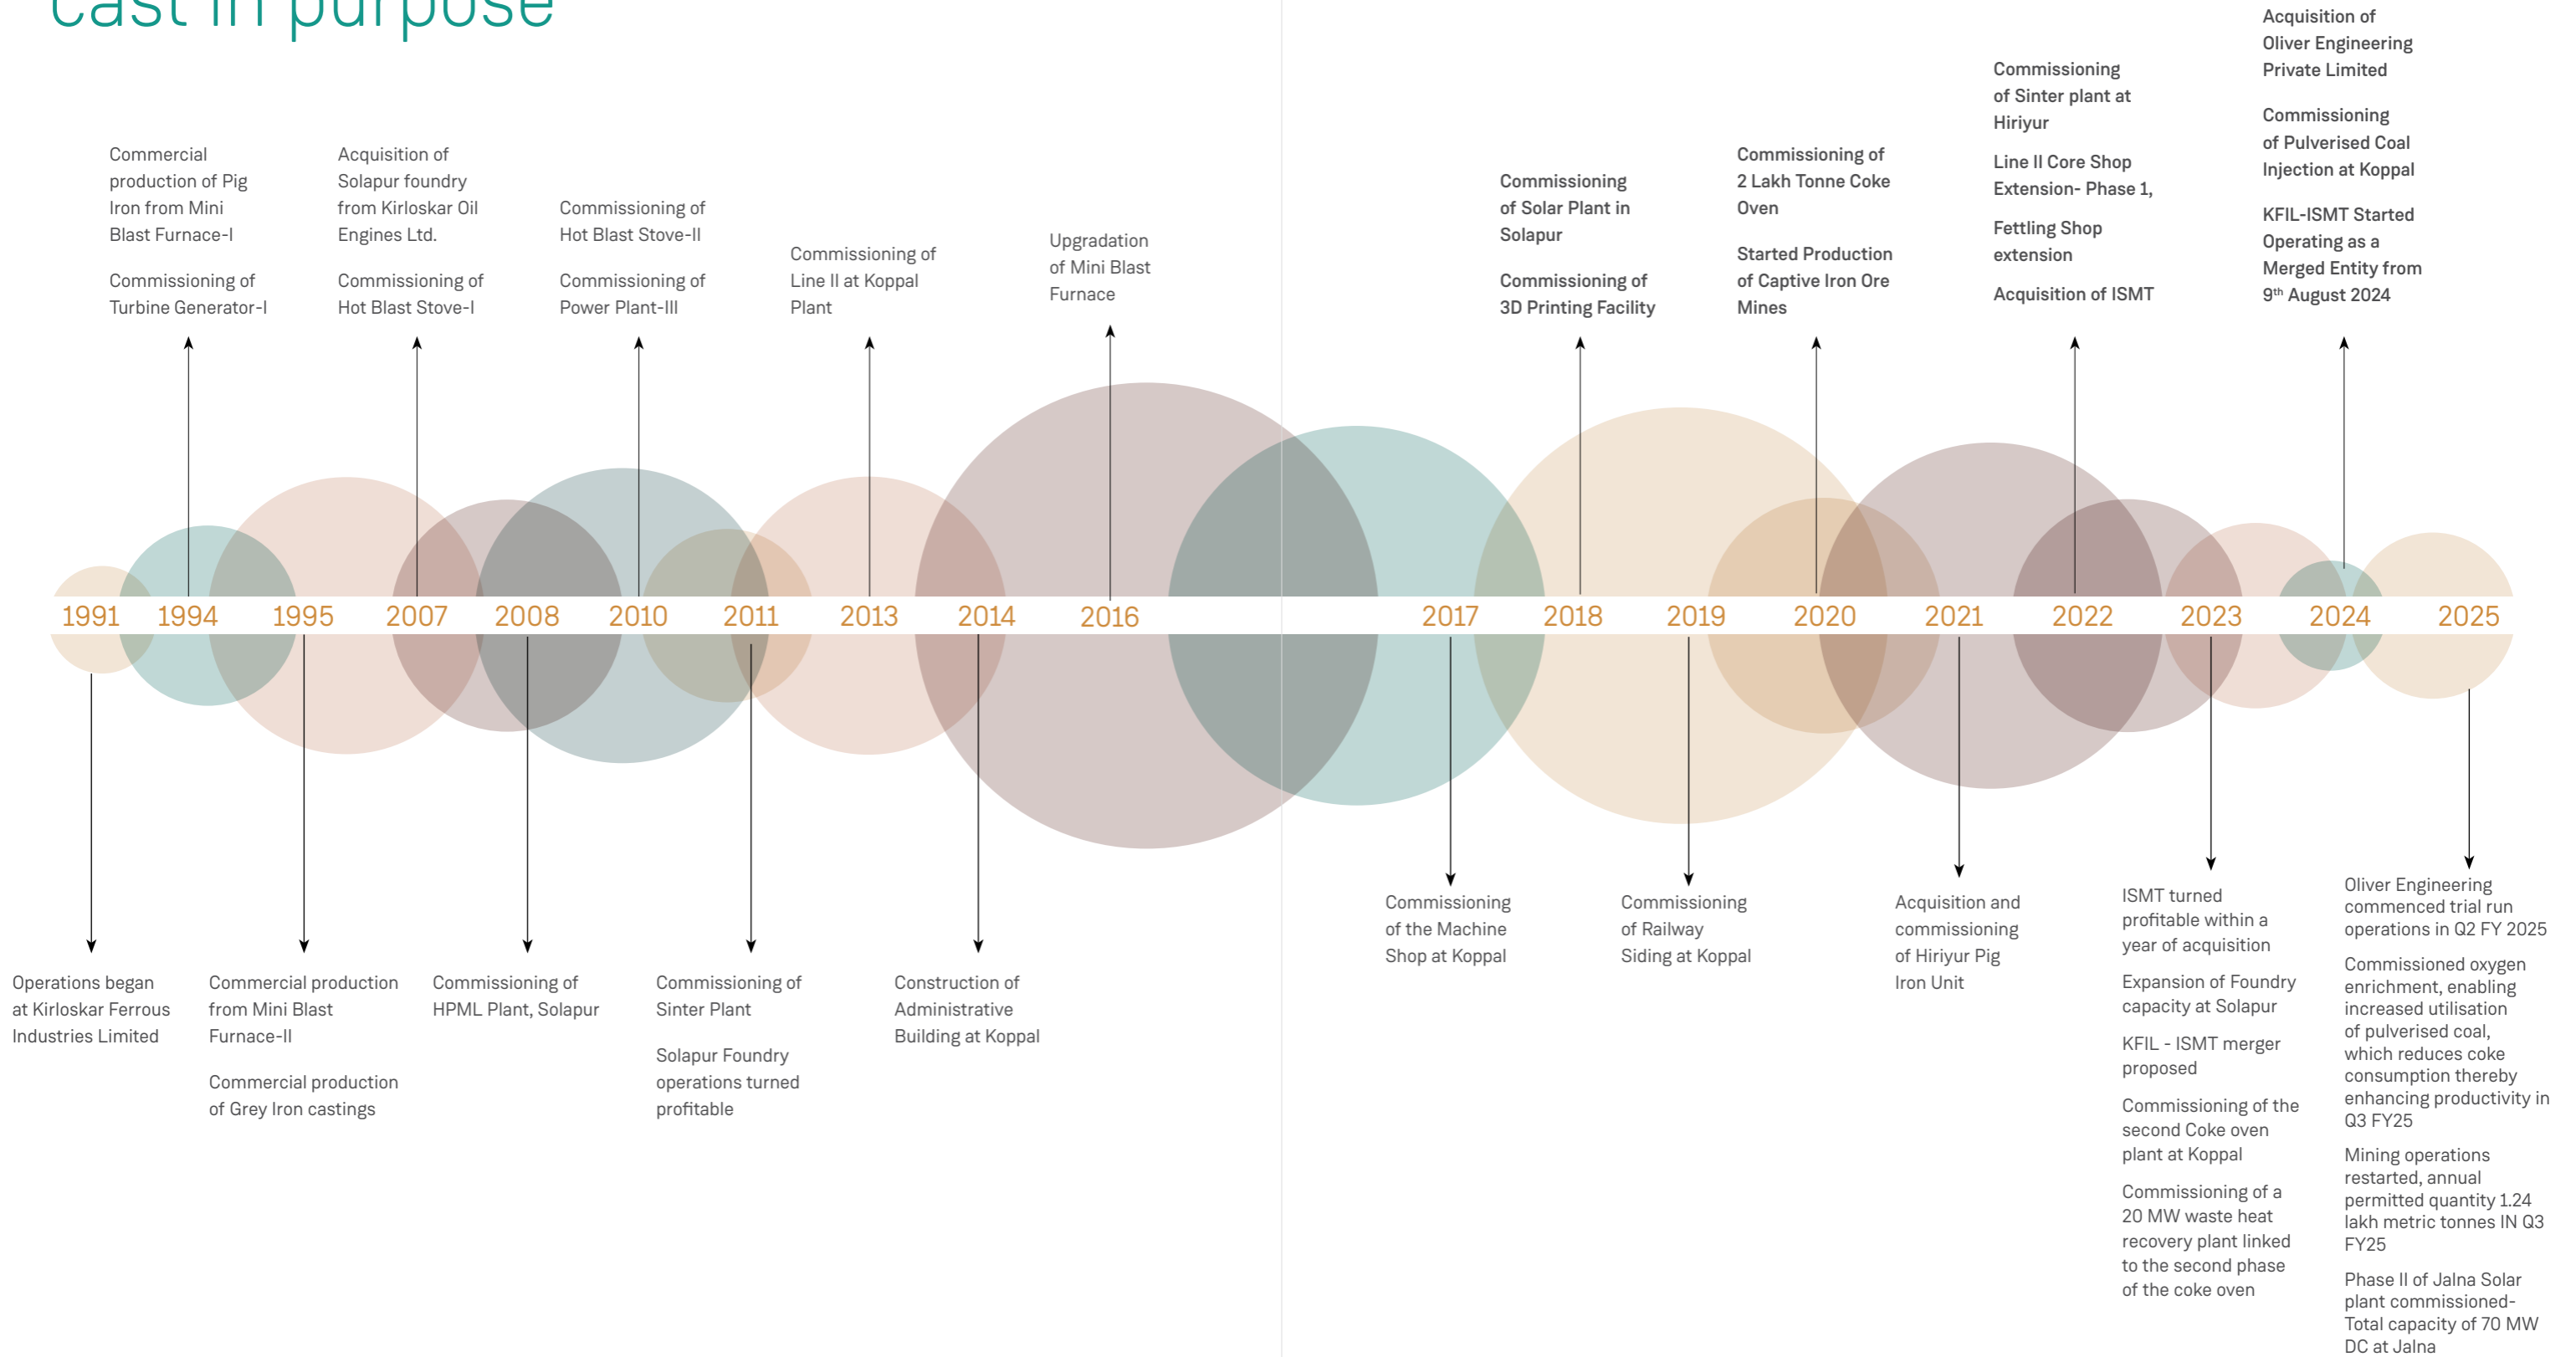 cast in purpose
Commercial
production of Pig
Iron from Mini
Blast Furnace-I
Commissioning of
Turbine Generator-I
Acquisition of
Solapur foundry
from Kirloskar Oil
Engines Ltd.
Commissioning of
Hot Blast Stove-I
Commissioning of
Hot Blast Stove-II
Commissioning of
Power Plant-III
Commissioning of
Line II at Koppal
Plant
Upgradation
of Mini Blast
Furnace
Commissioning
of Solar Plant in
Solapur
Commissioning of
3D Printing Facility
Commissioning of
2 Lakh Tonne Coke
Oven
Started Production
of Captive Iron Ore
Mines
Commissioning
of Sinter plant at
Hiriyur
Line II Core Shop
Extension- Phase 1,
Fettling Shop
extension
Acquisition of ISMT
Acquisition of
Oliver Engineering
Private Limited
Commissioning
of Pulverised Coal
Injection at Koppal
KFIL-ISMT Started
Operating as a
Merged Entity from
9th August 2024
1991 1994 1995 2007 2008 2010 2011 2013 2014 2016 2017 2018 2019 2020 2021 2022 2023 2024 2025
Operations began
at Kirloskar Ferrous
Industries Limited
Commercial production
from Mini Blast
Furnace-II
Commercial production
of Grey Iron castings
Commissioning of
HPML Plant, Solapur
Commissioning of
Sinter Plant
Solapur Foundry
operations turned
profitable
Construction of
Administrative
Building at Koppal
Commissioning
of the Machine
Shop at Koppal
Commissioning
of Railway
Siding at Koppal
Acquisition and
commissioning
of Hiriyur Pig
Iron Unit
ISMT turned
profitable within a
year of acquisition
Expansion of Foundry
capacity at Solapur
KFIL - ISMT merger
proposed
Commissioning of the
second Coke oven
plant at Koppal
Commissioning of a
20 MW waste heat
recovery plant linked
to the second phase
of the coke oven
Oliver Engineering
commenced trial run
operations in Q2 FY 2025
Commissioned oxygen
enrichment, enabling
increased utilisation
of pulverised coal,
which reduces coke
consumption thereby
enhancing productivity in
Q3 FY25
Mining operations
restarted, annual
permitted quantity 1.24
lakh metric tonnes IN Q3
FY25
Phase II of Jalna Solar
plant commissioned-
Total capacity of 70 MW
DC at Jalna